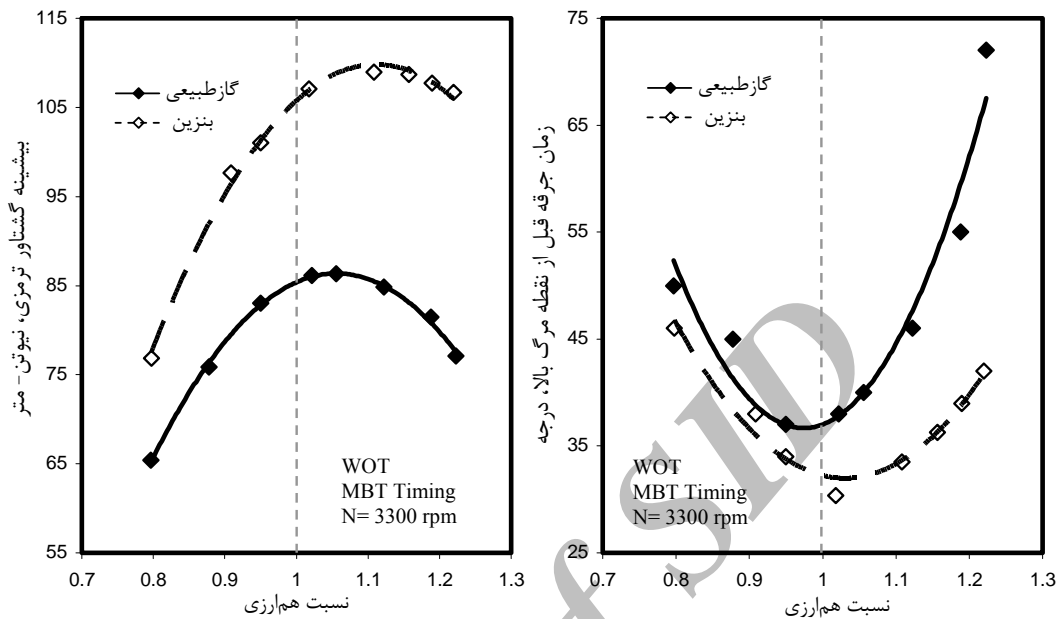 115
105
95
85
75
65
55
گازطبیعی
بنزین
بیشینه گشتاور ترمزی، نیوتن-متر
WOT
MBT Timing
N= 3300 rpm
0.7 0.8 0.9 1 1.1 1.2 1.3
نسبت هم‌ارزی
75
65
55
45
35
25
گازطبیعی
بنزین
زمان جرقه قبل از نقطه مرگ بالا، درجه
WOT
MBT Timing
N= 3300 rpm
0.7 0.8 0.9 1 1.1 1.2 1.3
نسبت هم‌ارزی
f SID